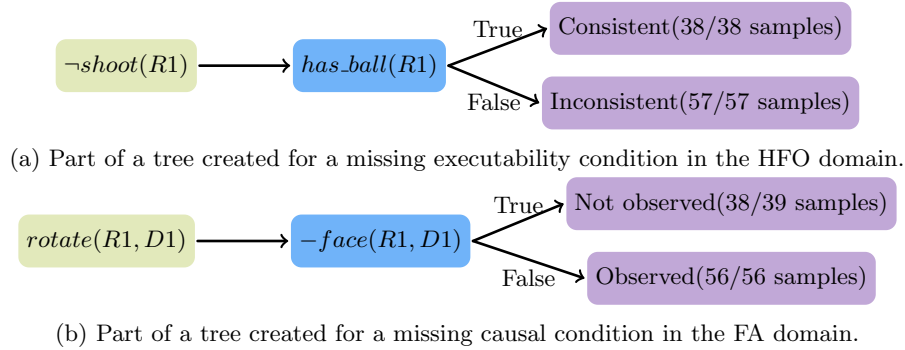 True
Consistent(38/38 samples)
¬shoot(R1)
has_ball(R1)
False
Inconsistent(57/57 samples)
(a) Part of a tree created for a missing executability condition in the HFO domain.
True
Not observed(38/39 samples)
rotate(R1, D1)
−face(R1, D1)
False
Observed(56/56 samples)
(b) Part of a tree created for a missing causal condition in the FA domain.